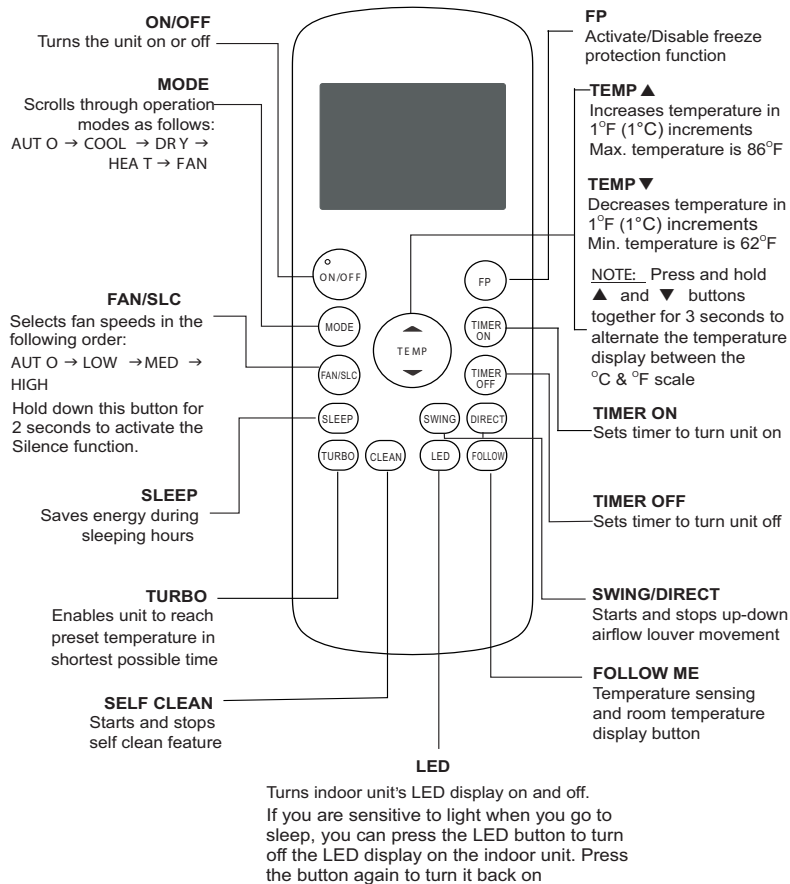 ON/OFF
Turns the unit on or off
MODE
Scrolls through operation
modes as follows:
AUT O → COOL → DR Y →
HEA T → FAN
FAN/SLC
Selects fan speeds in the
following order:
AUT O → LOW → MED →
HIGH
Hold down this button for
2 seconds to activate the
Silence function.
SLEEP
Saves energy during
sleeping hours
TURBO
Enables unit to reach
preset temperature in
shortest possible time
SELF CLEAN
Starts and stops
self clean feature
ON/OFF
FP
MODE
TEMP
TIMER
ON
FAN/SLC
TIMER
OFF
SLEEP
SWING
DIRECT
TURBO
CLEAN
LED
FOLLOW
FP
Activate/Disable freeze
protection function
TEMP ▲
Increases temperature in
1°F (1°C) increments
Max. temperature is 86°F
TEMP ▼
Decreases temperature in
1°F (1°C) increments
Min. temperature is 62°F
NOTE: Press and hold
▲ and ▼ buttons
together for 3 seconds to
alternate the temperature
display between the
°C & °F scale
TIMER ON
Sets timer to turn unit on
TIMER OFF
Sets timer to turn unit off
SWING/DIRECT
Starts and stops up-down
airflow louver movement
FOLLOW ME
Temperature sensing
and room temperature
display button
LED
Turns indoor unit's LED display on and off.
If you are sensitive to light when you go to
sleep, you can press the LED button to turn
off the LED display on the indoor unit. Press
the button again to turn it back on